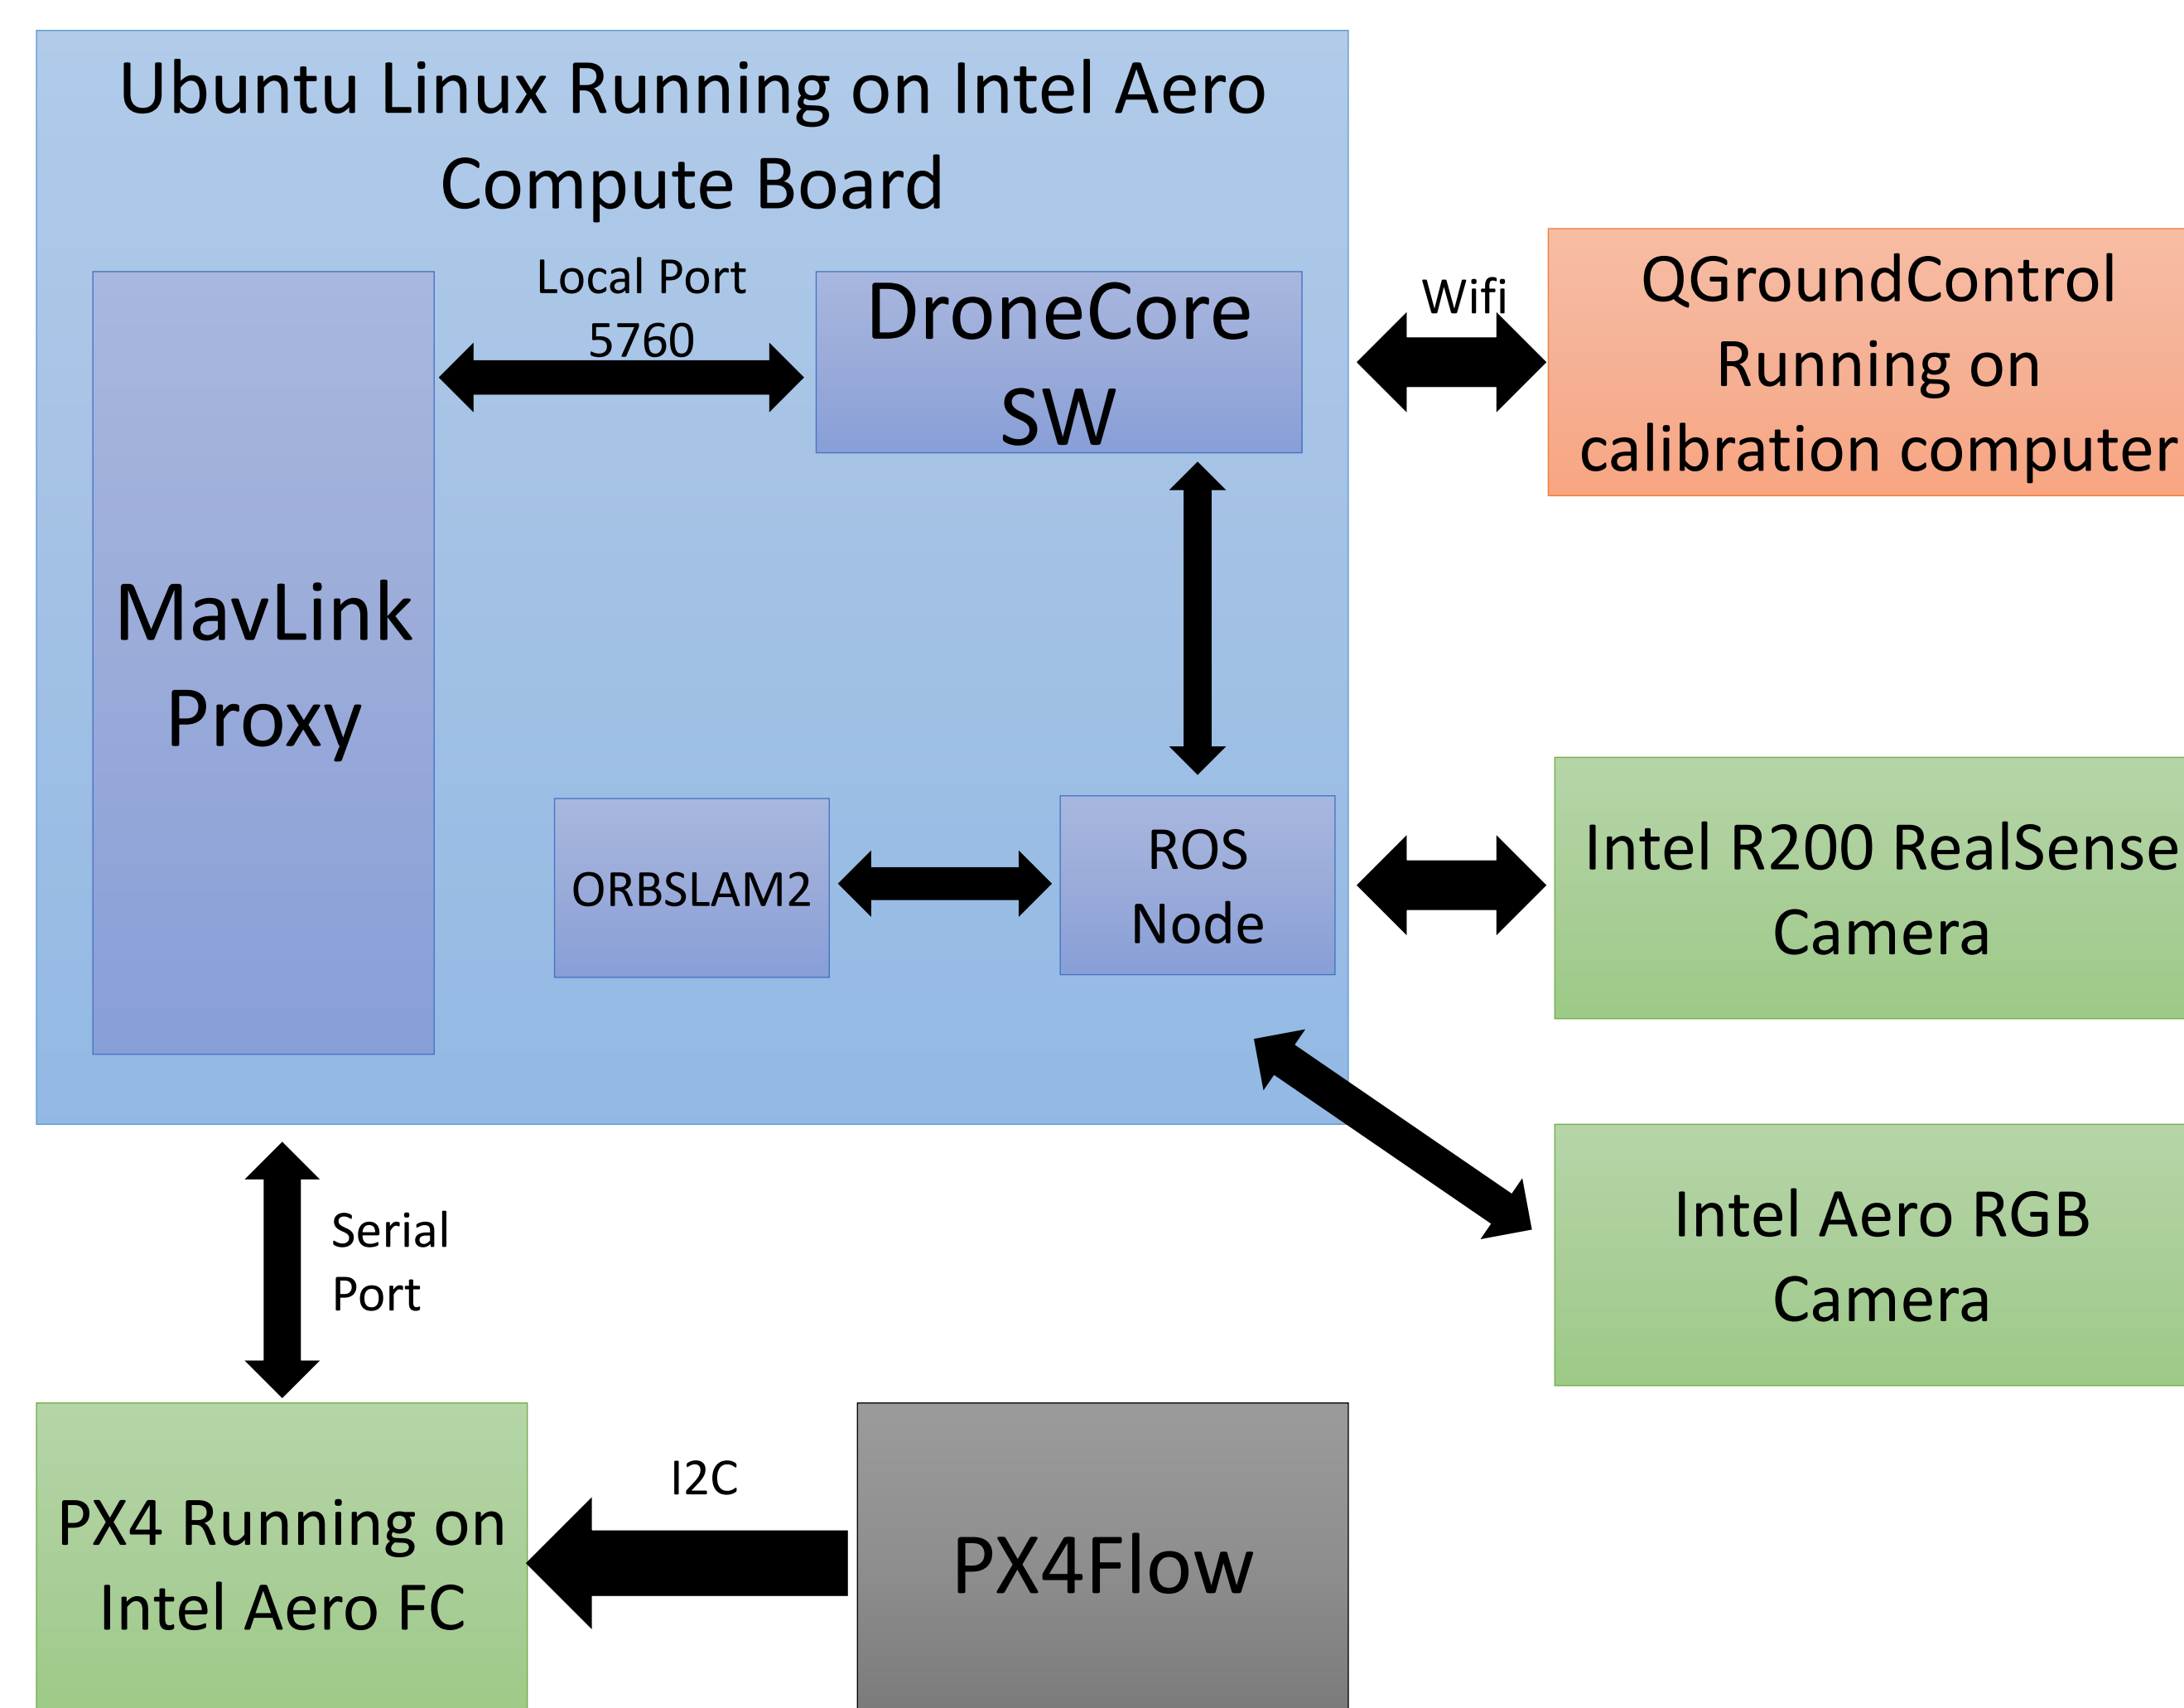 Ubuntu Linux Running on Intel Aero
Compute Board
Local Port
5760
DroneCore
SW
Wifi
QGroundControl
Running on
calibration computer
MavLink
Proxy
ORBSLAM2
ROS
Node
Intel R200 RealSense
Camera
Serial
Port
Intel Aero RGB
Camera
I2C
PX4 Running on
Intel Aero FC
PX4Flow